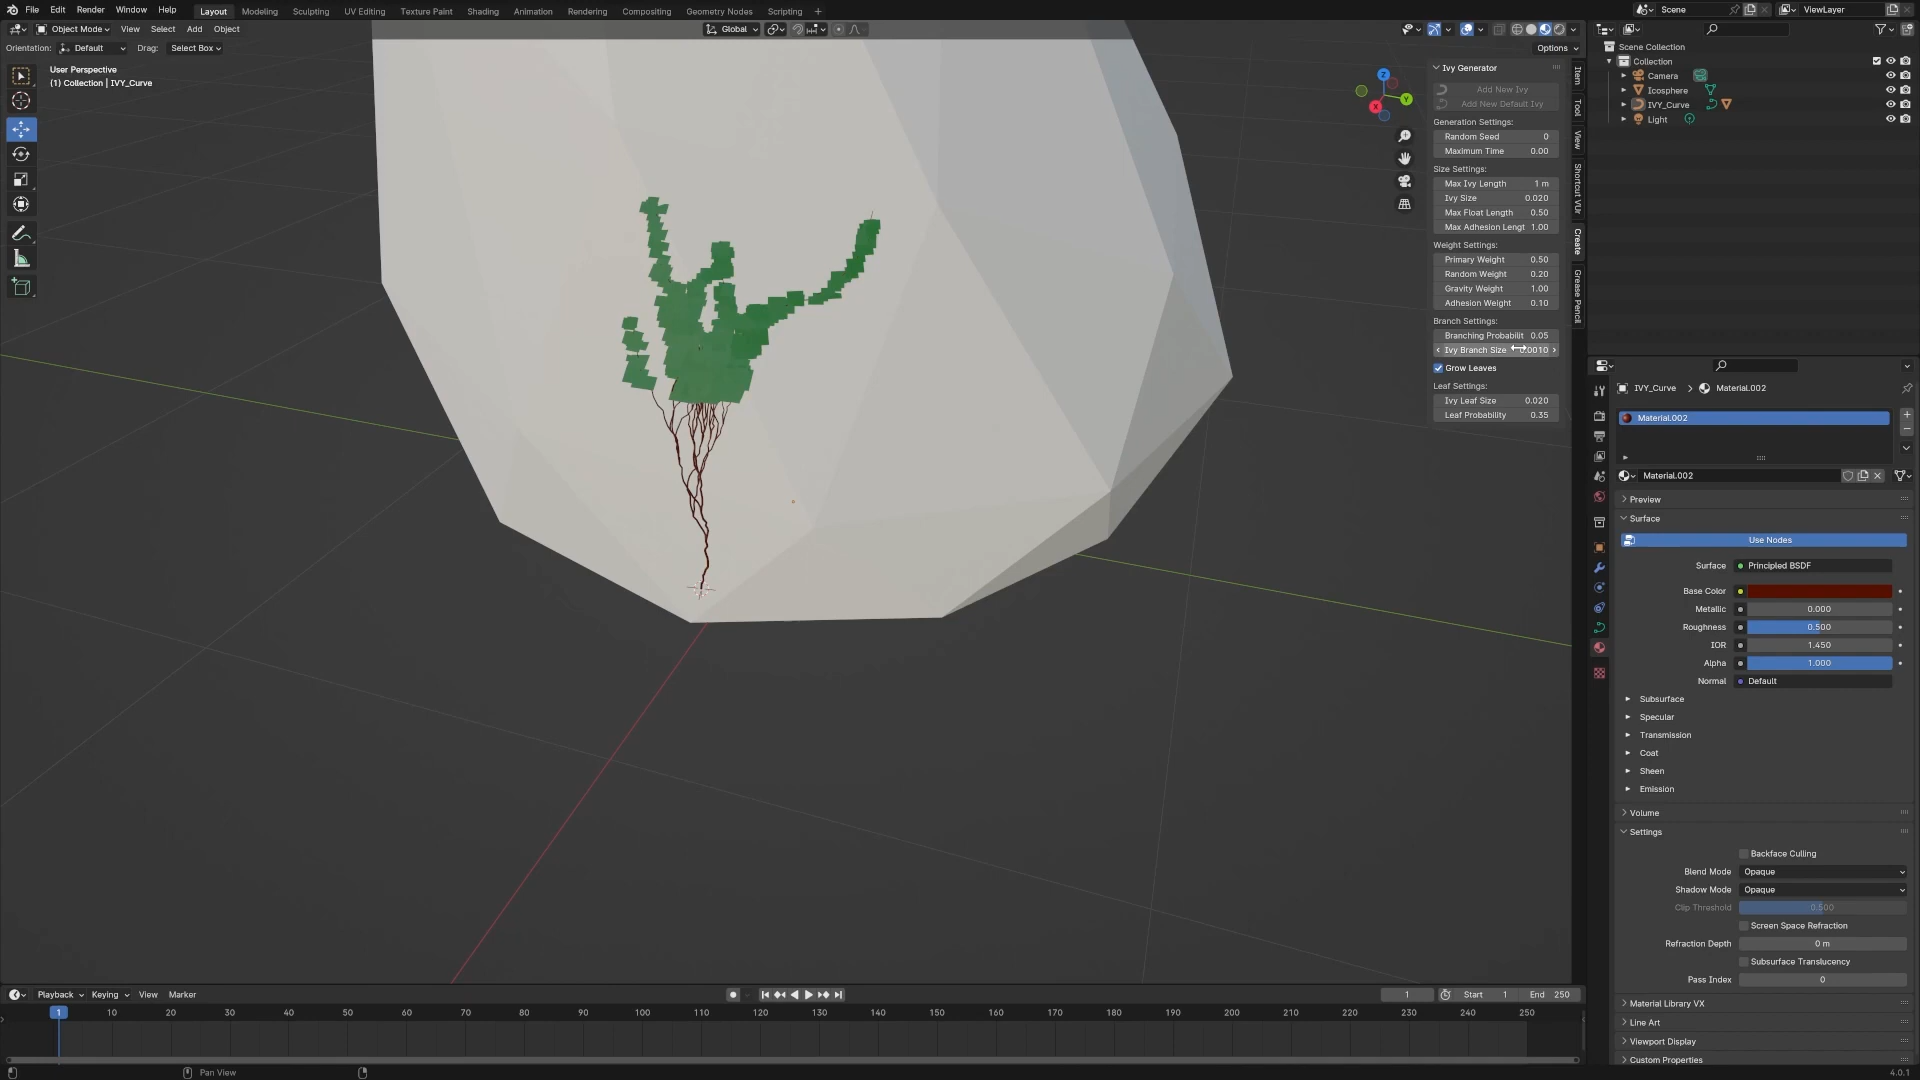 File Edit Render Window Help Layout Modeling Sculpting UV Editing Texture Paint Shading Animation Rendering Compositing Geometry Nodes Scripting + Scene ViewLayer
Object Mode View Select Add Object Global
Orientation: Default Drag: Select Box Options
User Perspective
(1) Collection | IVY_Curve
Ivy Generator
Add New Ivy
Add New Default Ivy
Generation Settings:
Random Seed 0
Maximum Time 0.00
Size Settings:
Max Ivy Length 1 m
Ivy Size 0.020
Max Float Length 0.50
Max Adhesion Lengt 1.00
Weight Settings:
Primary Weight 0.50
Random Weight 0.20
Gravity Weight 1.00
Adhesion Weight 0.10
Branch Settings:
Branching Probabilit 0.05
Ivy Branch Size 0.0010
Grow Leaves
Leaf Settings:
Ivy Leaf Size 0.020
Leaf Probability 0.35
Item
Tool
View
Shortcut VUr
Create
Grease Pencil
Z
Y
X
Scene Collection
Collection
Camera
Icosphere
IVY_Curve
Light
IVY_Curve > Material.002
Material.002
Material.002
Preview
Surface
Use Nodes
Surface Principled BSDF
Base Color
Metallic 0.000
Roughness 0.500
IOR 1.450
Alpha 1.000
Normal Default
Subsurface
Specular
Transmission
Coat
Sheen
Emission
Volume
Settings
Backface Culling
Blend Mode Opaque
Shadow Mode Opaque
Clip Threshold 0.500
Screen Space Refraction
Refraction Depth 0 m
Subsurface Translucency
Pass Index 0
Material Library VX
Line Art
Viewport Display
Custom Properties
Playback Keying View Marker 1 Start 1 End 250
1 10 20 30 40 50 60 70 80 90 100 110 120 130 140 150 160 170 180 190 200 210 220 230 240 250
Pan View 4.0.1